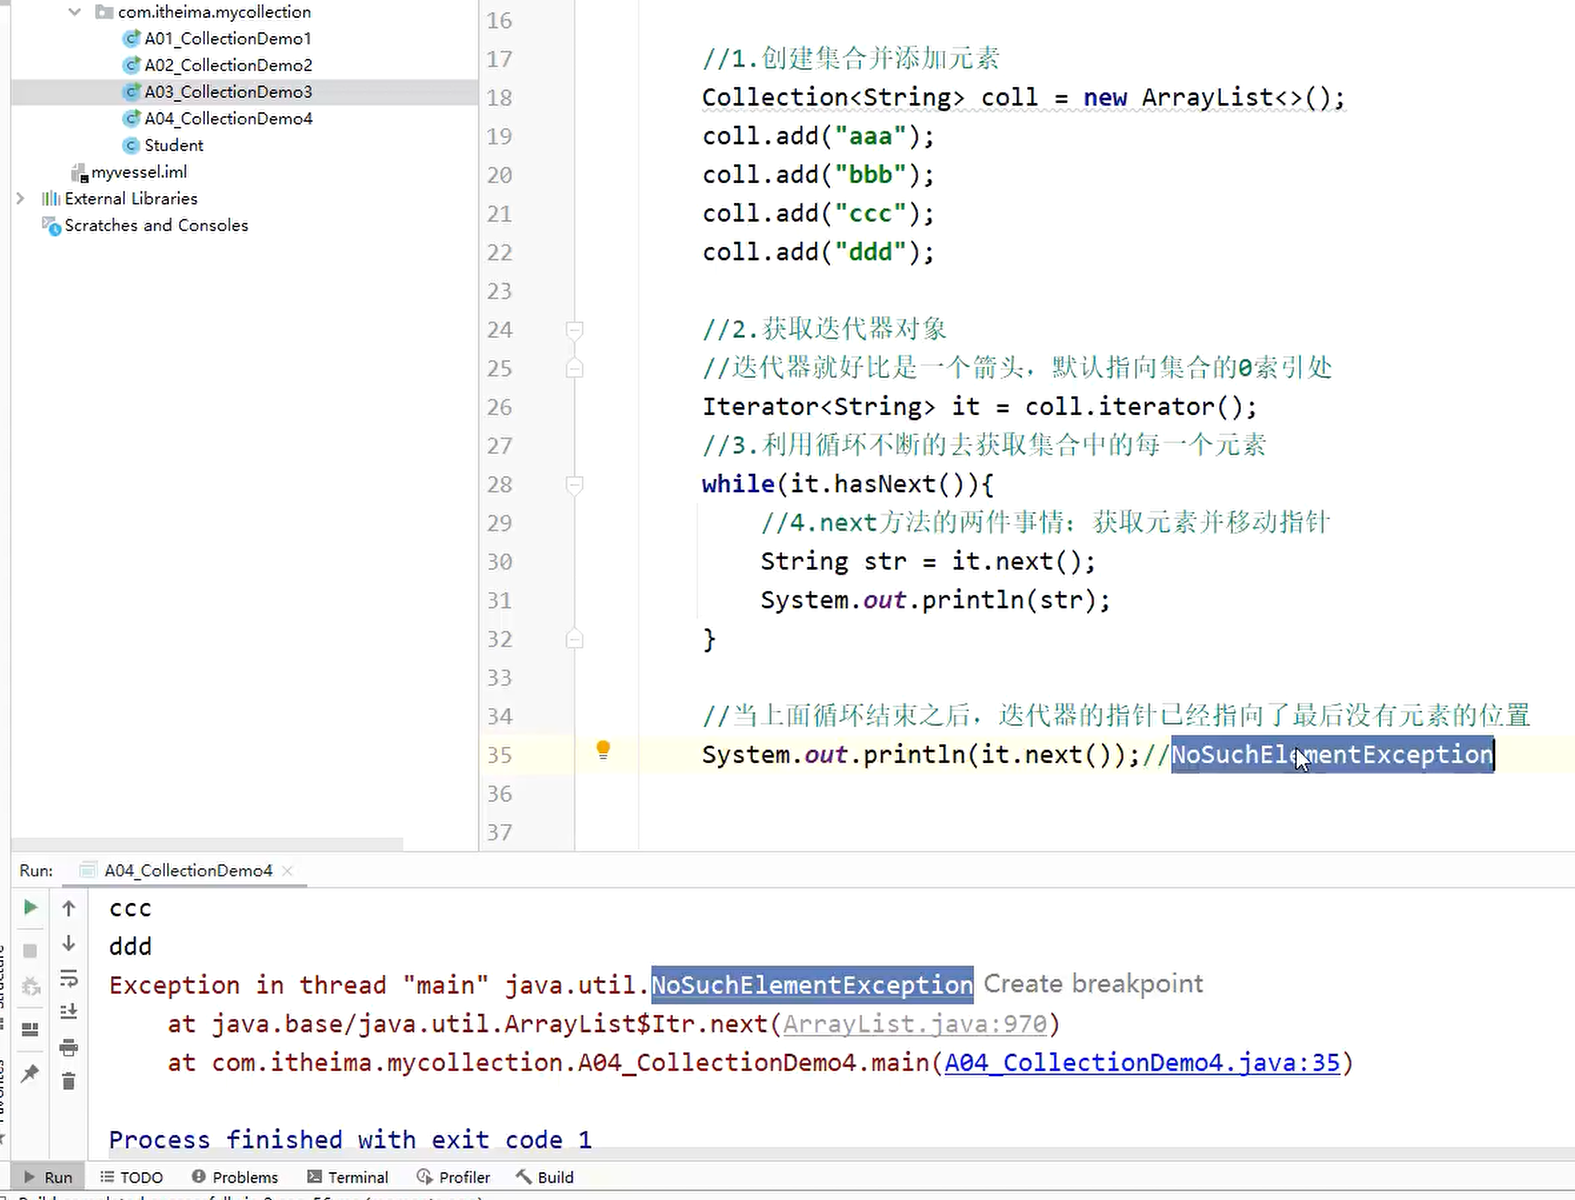 com.itheima.mycollection
A01_CollectionDemo1
A02_CollectionDemo2
A03_CollectionDemo3
A04_CollectionDemo4
Student
myvessel.iml
External Libraries
Scratches and Consoles
16
17 //1.创建集合并添加元素
18 Collection<String> coll = new ArrayList<>();
19 coll.add("aaa");
20 coll.add("bbb");
21 coll.add("ccc");
22 coll.add("ddd");
23
24 //2.获取迭代器对象
25 //迭代器就好比是一个箭头，默认指向集合的0索引处
26 Iterator<String> it = coll.iterator();
27 //3.利用循环不断的去获取集合中的每一个元素
28 while(it.hasNext()){
29 //4.next方法的两件事情：获取元素并移动指针
30 String str = it.next();
31 System.out.println(str);
32 }
33
34 //当上面循环结束之后，迭代器的指针已经指向了最后没有元素的位置
35 System.out.println(it.next());//NoSuchElementException
36
37
Run: A04_CollectionDemo4
ccc
ddd
Exception in thread "main" java.util.NoSuchElementException Create breakpoint
at java.base/java.util.ArrayList$Itr.next(ArrayList.java:970)
at com.itheima.mycollection.A04_CollectionDemo4.main(A04_CollectionDemo4.java:35)
Process finished with exit code 1
Run TODO Problems Terminal Profiler Build